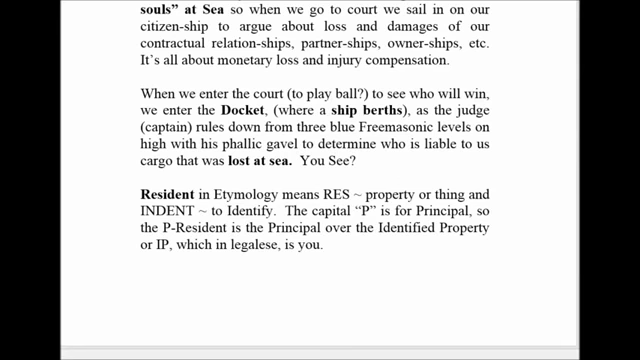 souls” at Sea so when we go to court we sail in on our
citizen-ship to argue about loss and damages of our
contractual relation-ships, partner-ships, owner-ships, etc.
It’s all about monetary loss and injury compensation.
When we enter the court (to play ball?) to see who will win,
we enter the Docket, (where a ship berths), as the judge
(captain) rules down from three blue Freemasonic levels on
high with his phallic gavel to determine who is liable to us
cargo that was lost at sea.  You See?
Resident in Etymology means RES ~ property or thing and
INDENT ~ to Identify.  The capital “P” is for Principal, so
the P-Resident is the Principal over the Identified Property
or IP, which in legalese, is you.